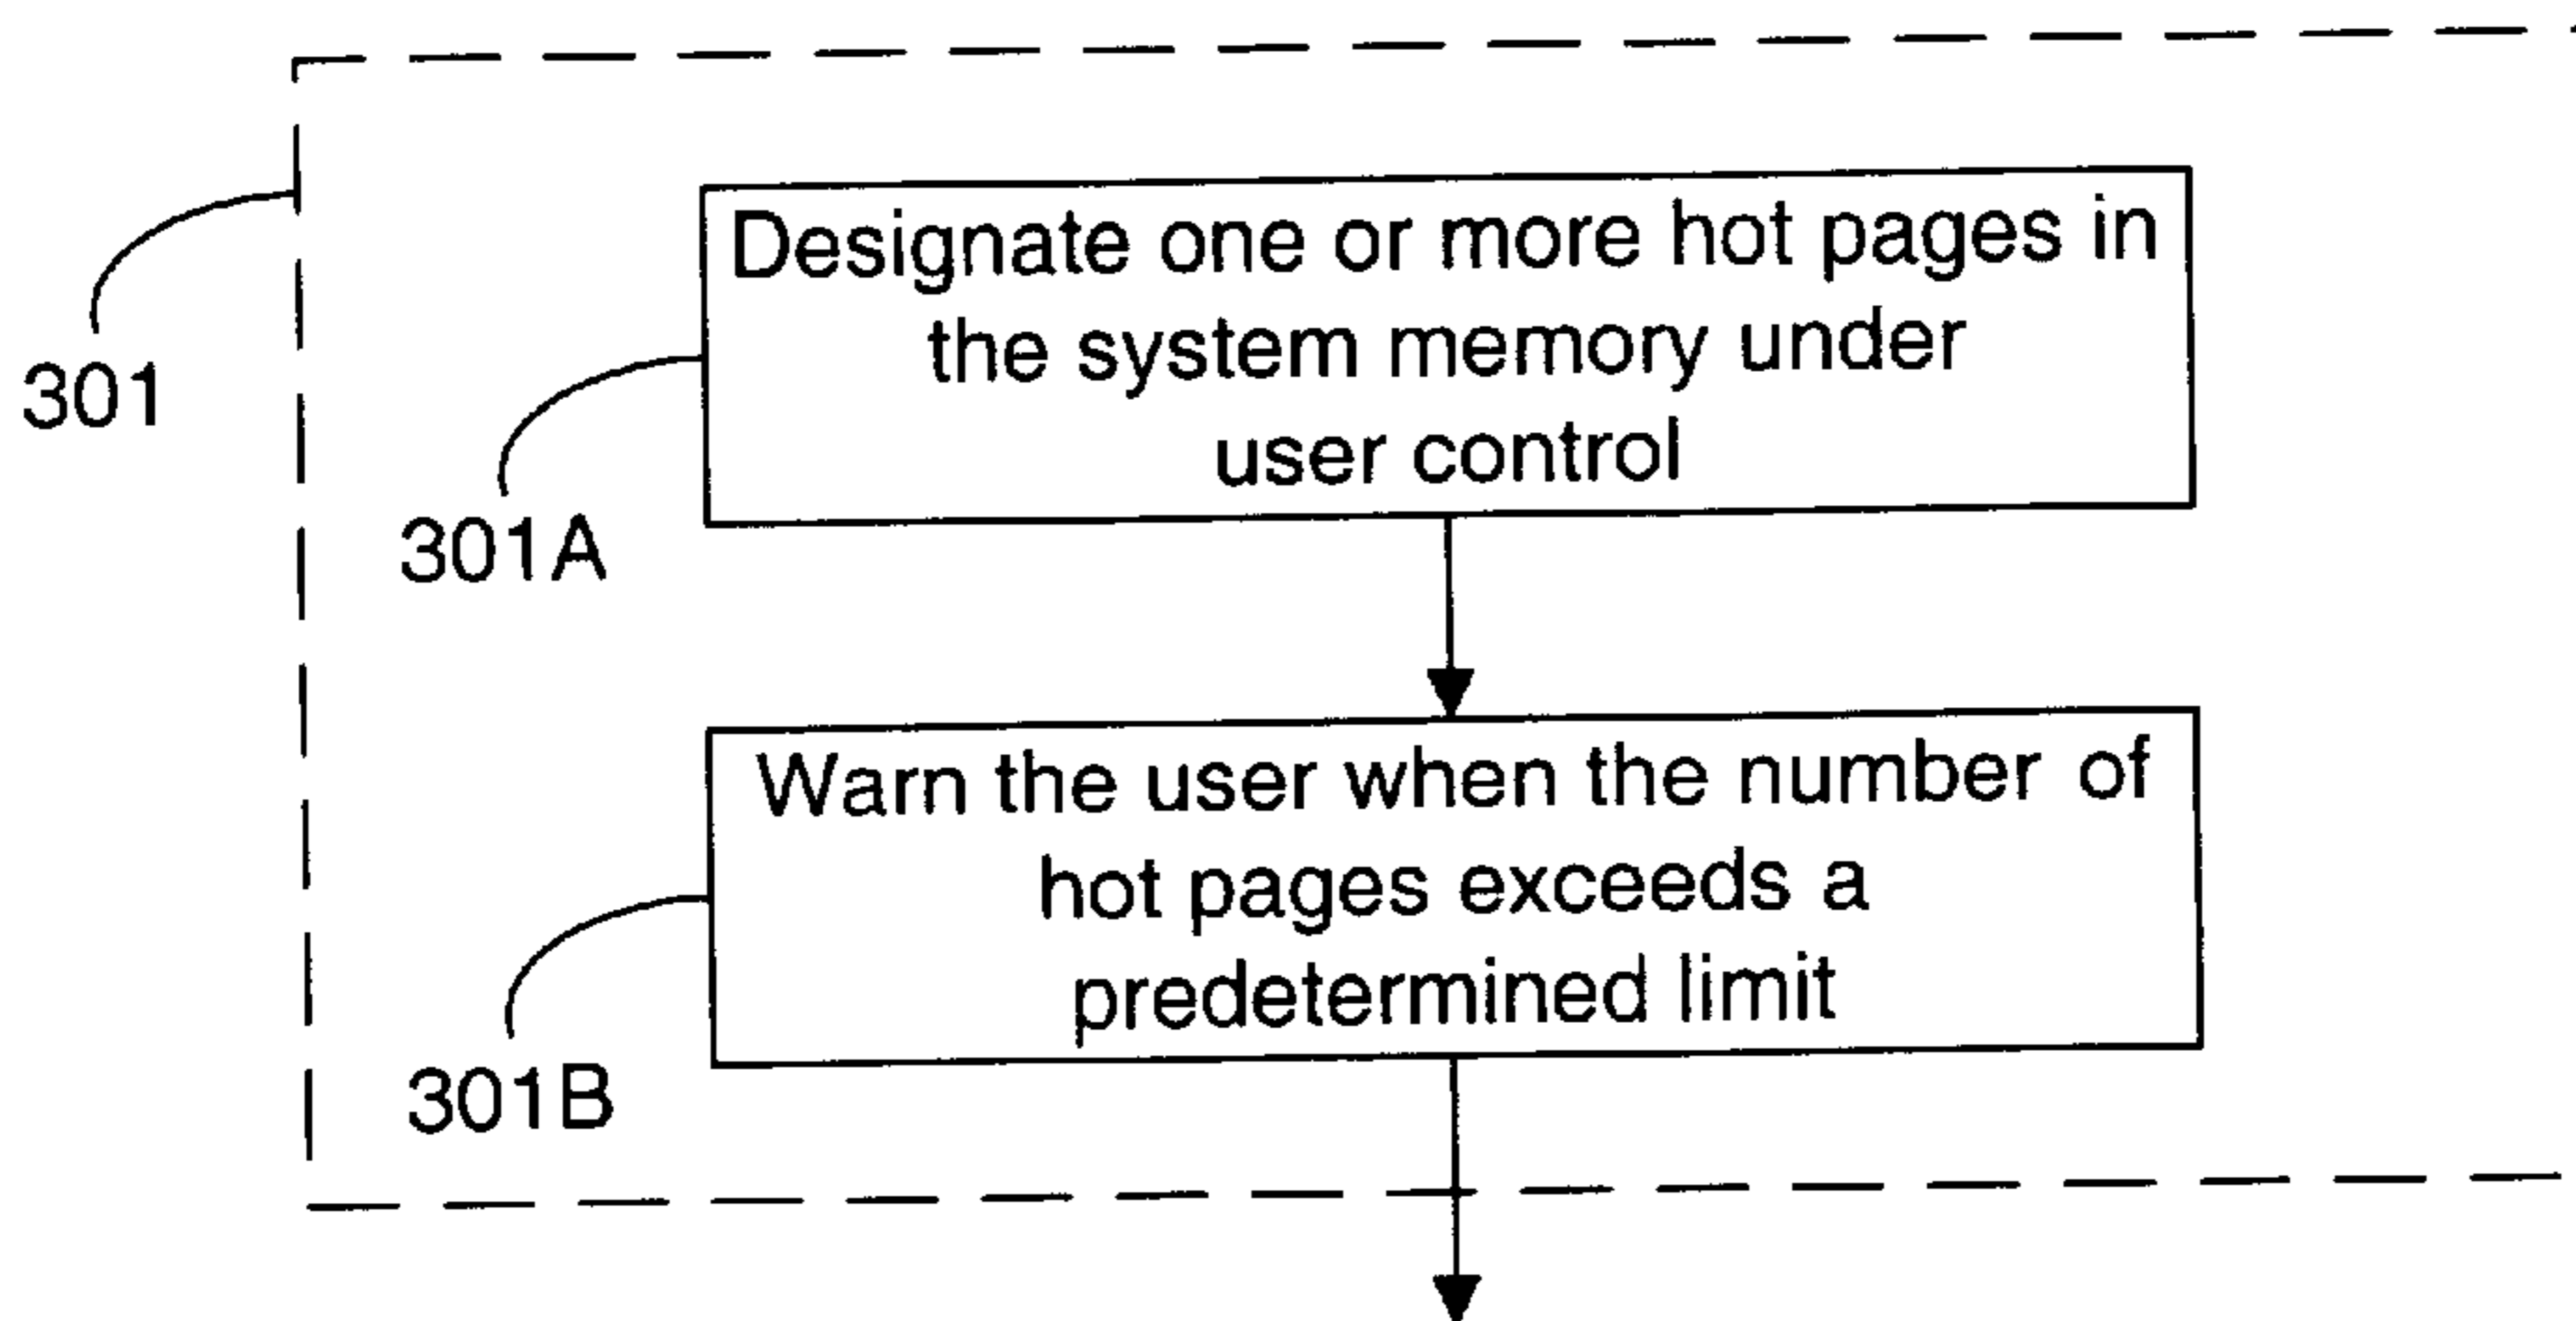 Designate one or more hot pages in
the system memory under
user control
301
301A
Warn the user when the number of
hot pages exceeds a
predetermined limit
301B